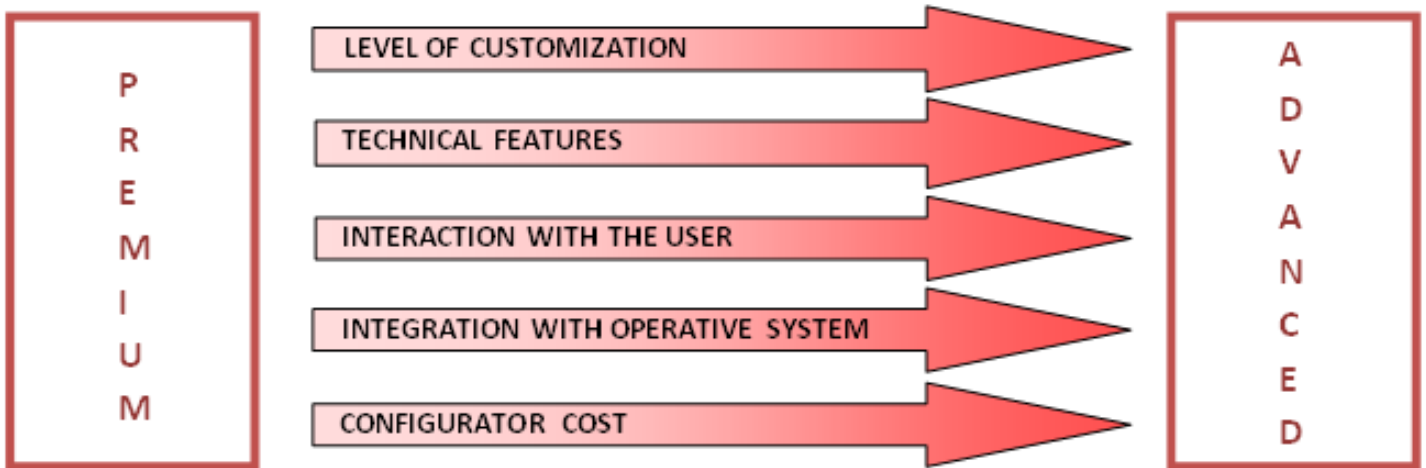 PREMIUM
LEVEL OF CUSTOMIZATION
TECHNICAL FEATURES
INTERACTION WITH THE USER
INTEGRATION WITH OPERATIVE SYSTEM
CONFIGURATOR COST
ADVANCED